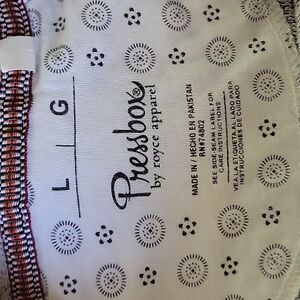 L | G
Pressbox®
by royce apparel
MADE IN / HECHO EN PAKISTAN
RN#74802
SEE SIDE SEAM LABEL FOR
CARE INSTRUCTIONS
VEA LA ETIQUETA AL LADO PARA
INSTRUCCIONES DE CUIDADO